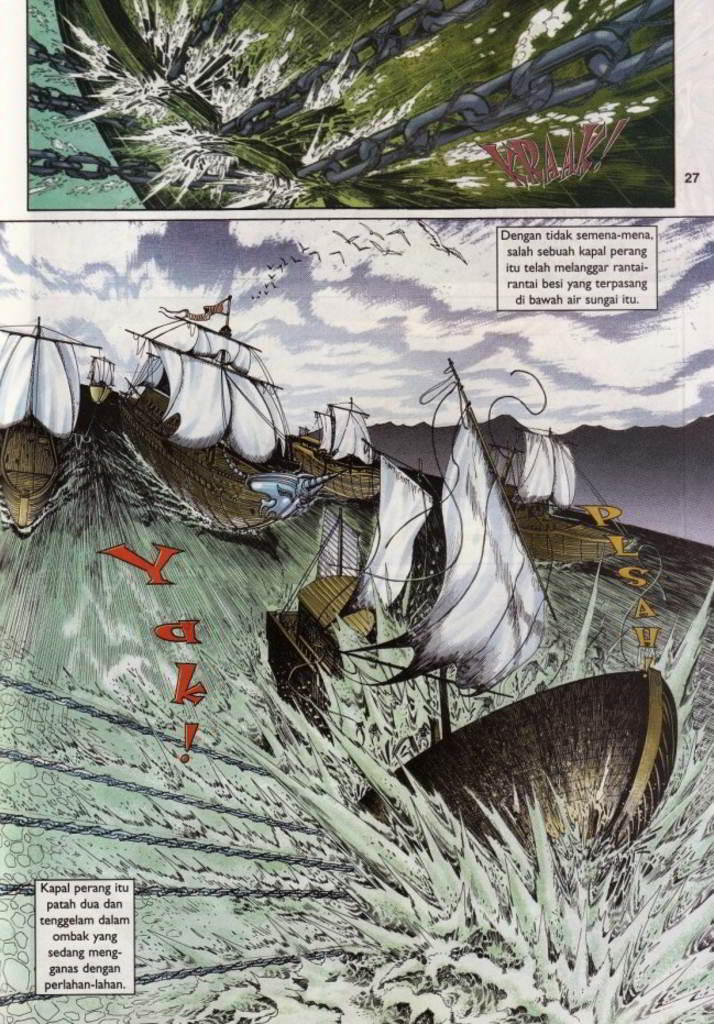 KRAAK!
27
Dengan tidak semena-mena,
salah sebuah kapal perang
itu telah melanggar rantai-
rantai besi yang terpasang
di bawah air sungai itu.
PLSAH!
Yak!
Kapal perang itu
patah dua dan
tenggelam dalam
ombak yang
sedang meng-
ganas dengan
perlahan-lahan.